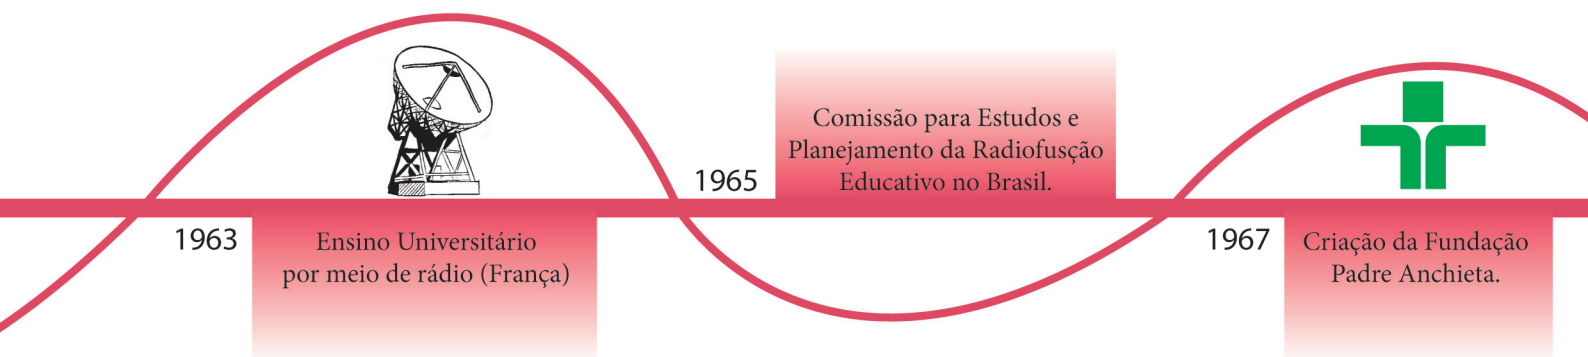 1963
Ensino Universitário
por meio de rádio (França)
1965
Comissão para Estudos e
Planejamento da Radiofusção
Educativo no Brasil.
1967
Criação da Fundação
Padre Anchieta.